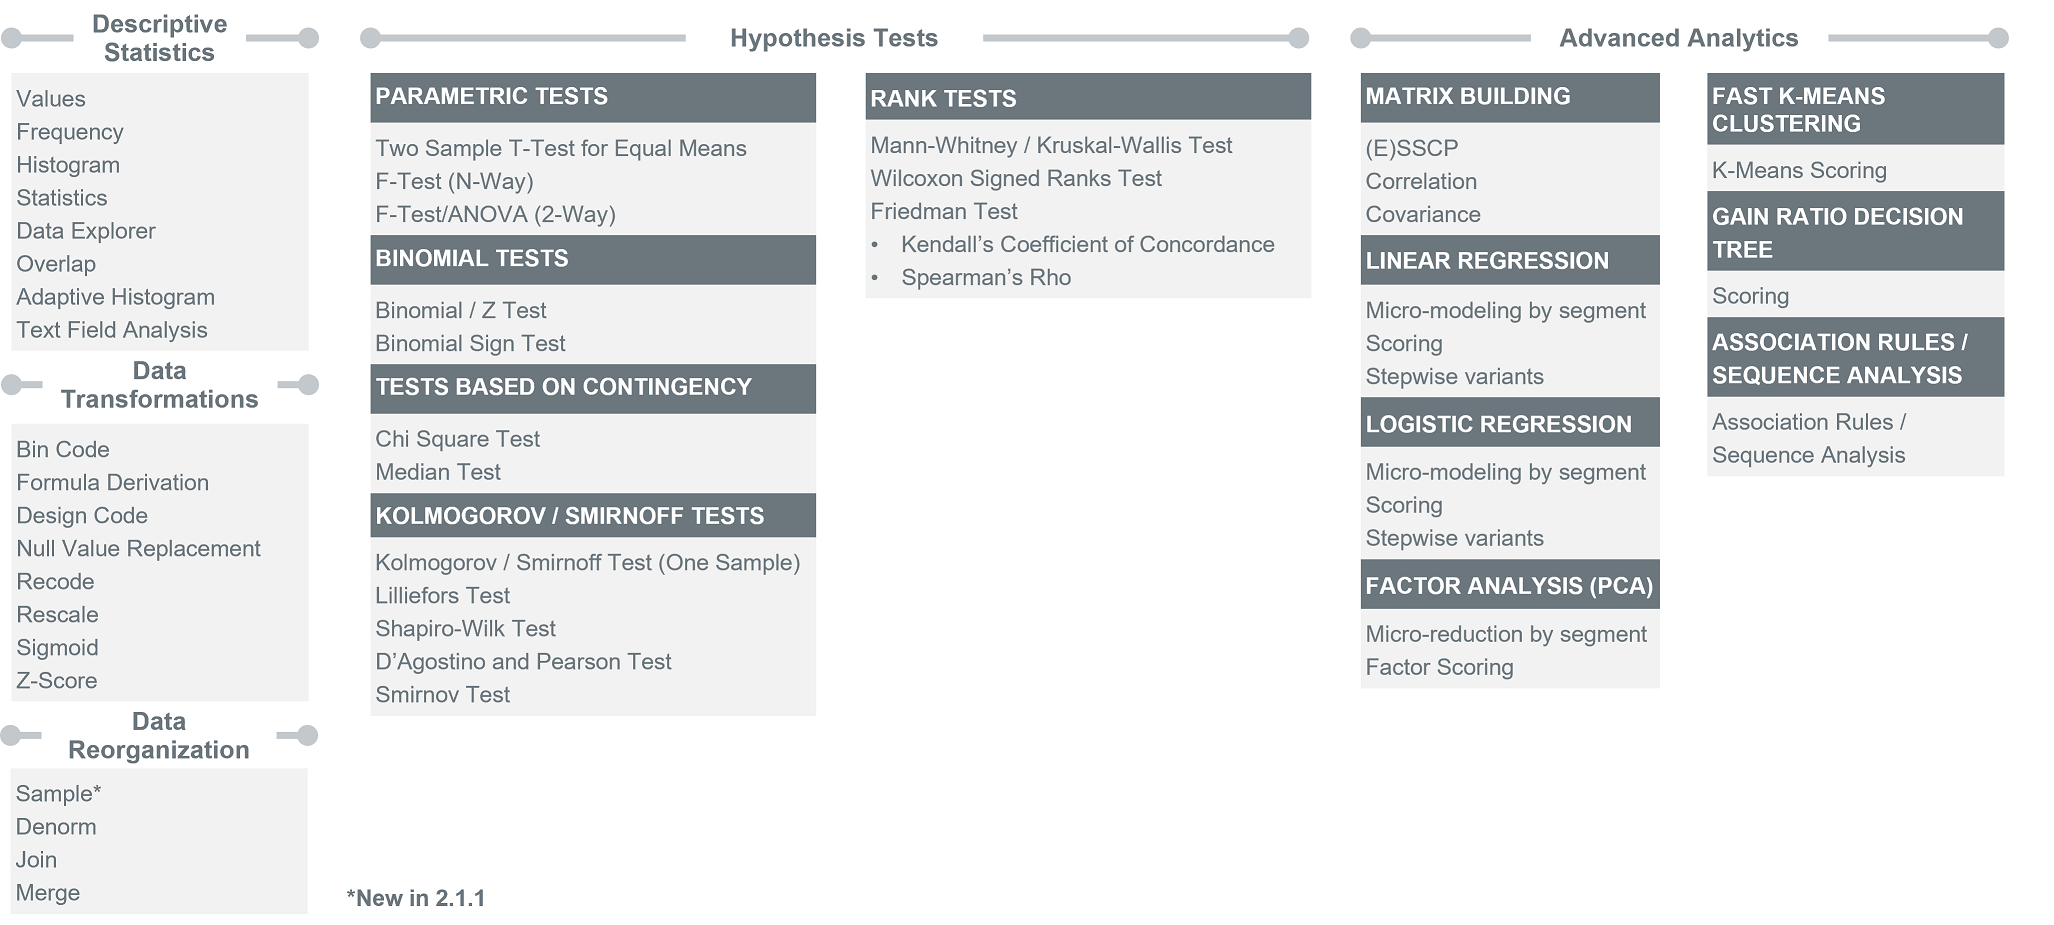 Descriptive
Statistics
Values
Frequency
Histogram
Statistics
Data Explorer
Overlap
Adaptive Histogram
Text Field Analysis
Data
Transformations
Bin Code
Formula Derivation
Design Code
Null Value Replacement
Recode
Rescale
Sigmoid
Z-Score
Data
Reorganization
Sample*
Denorm
Join
Merge
Hypothesis Tests
PARAMETRIC TESTS
Two Sample T-Test for Equal Means
F-Test (N-Way)
F-Test/ANOVA (2-Way)
BINOMIAL TESTS
Binomial / Z Test
Binomial Sign Test
TESTS BASED ON CONTINGENCY
Chi Square Test
Median Test
KOLMOGOROV / SMIRNOFF TESTS
Kolmogorov / Smirnoff Test (One Sample)
Lilliefors Test
Shapiro-Wilk Test
D’Agostino and Pearson Test
Smirnov Test
RANK TESTS
Mann-Whitney / Kruskal-Wallis Test
Wilcoxon Signed Ranks Test
Friedman Test
• Kendall’s Coefficient of Concordance
• Spearman’s Rho
Advanced Analytics
MATRIX BUILDING
(E)SSCP
Correlation
Covariance
LINEAR REGRESSION
Micro-modeling by segment
Scoring
Stepwise variants
LOGISTIC REGRESSION
Micro-modeling by segment
Scoring
Stepwise variants
FACTOR ANALYSIS (PCA)
Micro-reduction by segment
Factor Scoring
FAST K-MEANS
CLUSTERING
K-Means Scoring
GAIN RATIO DECISION
TREE
Scoring
ASSOCIATION RULES /
SEQUENCE ANALYSIS
Association Rules /
Sequence Analysis
*New in 2.1.1